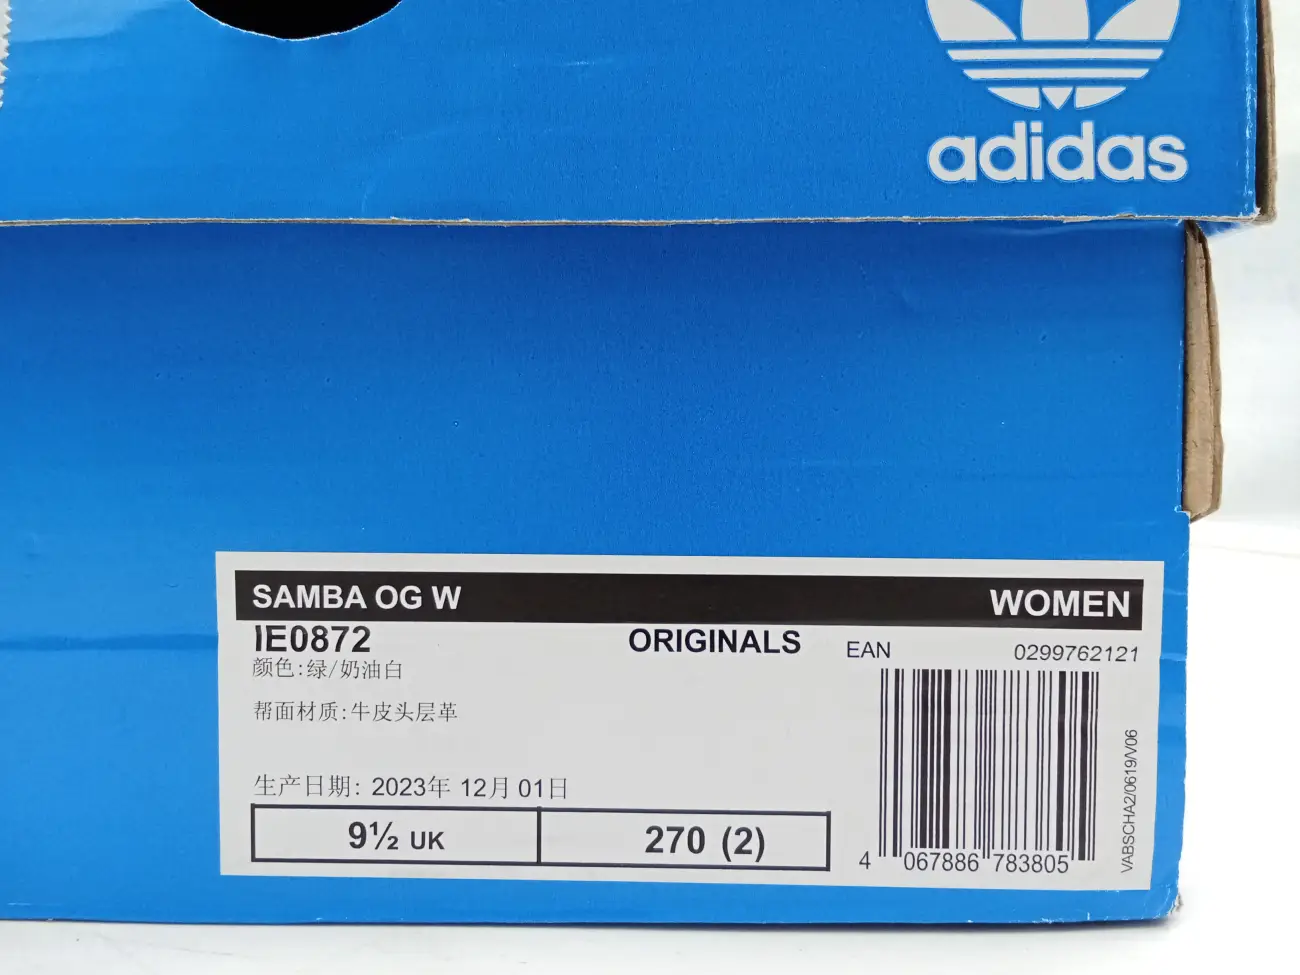 adidas
SAMBA OG W
WOMEN
IE0872
ORIGINALS
EAN
0299762121
颜色:绿/奶油白
帮面材质:牛皮头层革
生产日期: 2023年 12月 01日
9½ UK
270 (2)
4 067886 783805
VABSCHA2/0619/V06